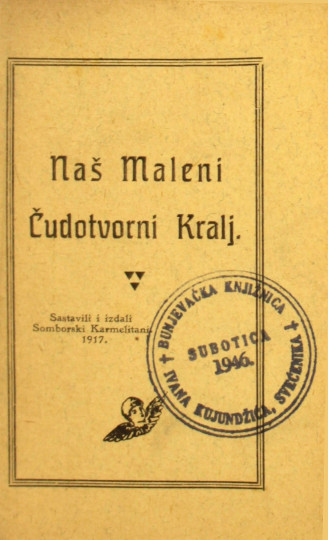 Naš Maleni
Čudotvorni Kralj.
Sastavili i izdali
Somborski Karmelitani
1917.
† BUNJEVAČKA KNJIŽNICA †
IVANA KUJUNDŽIĆA, SVEĆENIKA
SUBOTICA
1946.